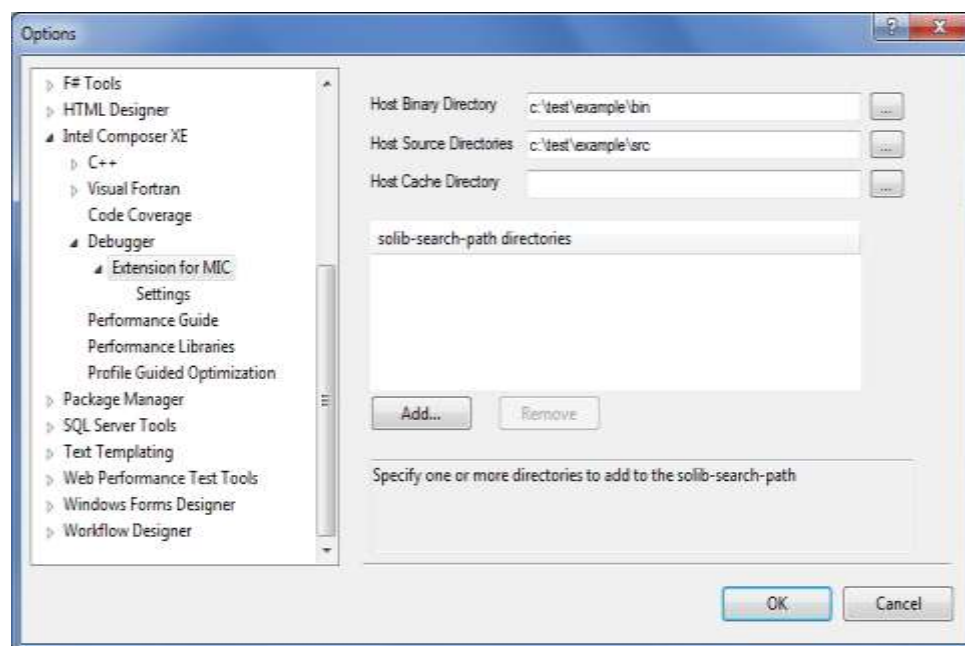 Options
F# Tools
HTML Designer
Intel Composer XE
C++
Visual Fortran
Code Coverage
Debugger
Extension for MIC
Settings
Performance Guide
Performance Libraries
Profile Guided Optimization
Package Manager
SQL Server Tools
Text Templating
Web Performance Test Tools
Windows Forms Designer
Workflow Designer
Host Binary Directory c:\test\example\bin ...
Host Source Directories c:\test\example\src ...
Host Cache Directory ...
solib-search-path directories
Add... Remove
Specify one or more directories to add to the solib-search-path
OK Cancel